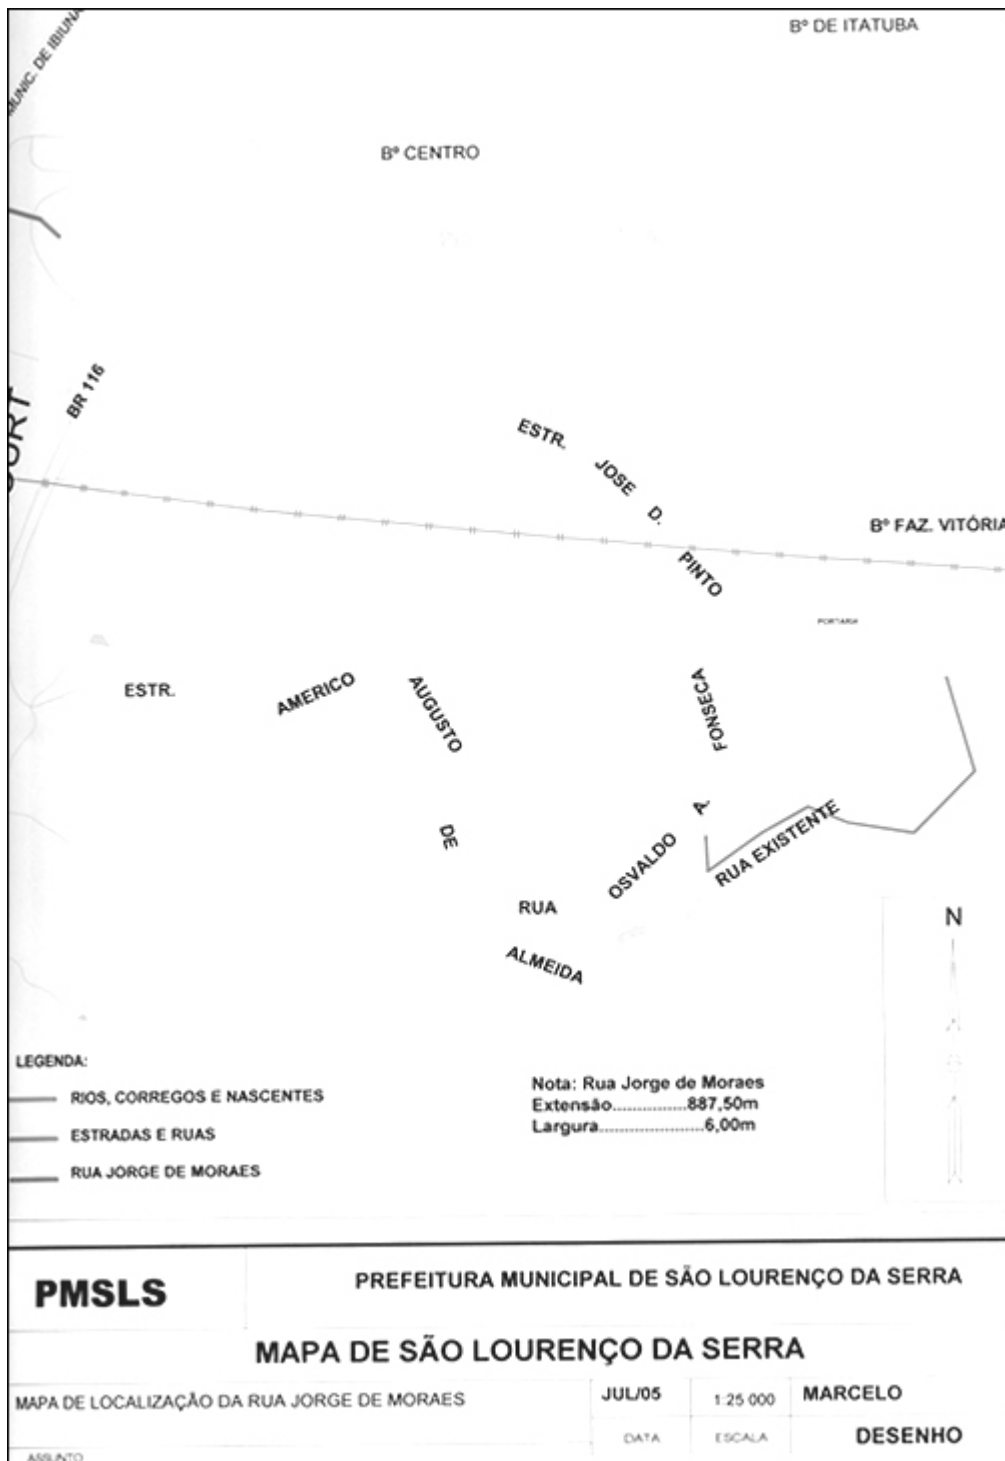 Bº DE ITATUBA
MUNIC. DE IBIUNA
Bº CENTRO
BR 116
ESTR. JOSE D. PINTO
Bº FAZ. VITÓRIA
PORTARIA
ESTR. AMERICO AUGUSTO DE ALMEIDA
RUA OSVALDO A. FONSECA
RUA EXISTENTE
N
LEGENDA:
RIOS, CORREGOS E NASCENTES
ESTRADAS E RUAS
RUA JORGE DE MORAES
Nota: Rua Jorge de Moraes
Extensão................887,50m
Largura......................6,00m
PMSLS
PREFEITURA MUNICIPAL DE SÃO LOURENÇO DA SERRA
MAPA DE SÃO LOURENÇO DA SERRA
MAPA DE LOCALIZAÇÃO DA RUA JORGE DE MORAES
JUL/05
1:25 000
MARCELO
DATA
ESCALA
DESENHO
ASSUNTO